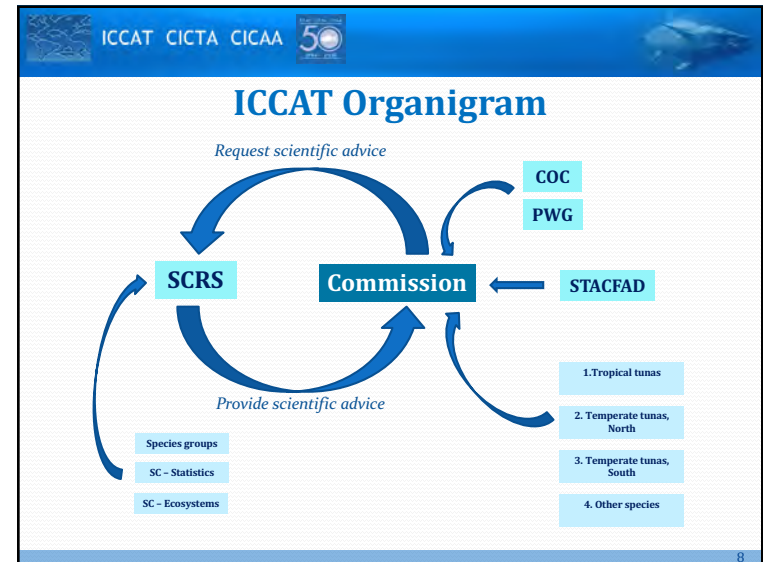 ICCAT CICTA CICAA 50
ICCAT Organigram
Request scientific advice
COC
PWG
SCRS
Commission
STACFAD
Provide scientific advice
1.Tropical tunas
2. Temperate tunas,
North
3. Temperate tunas,
South
4. Other species
Species groups
SC – Statistics
SC – Ecosystems
8